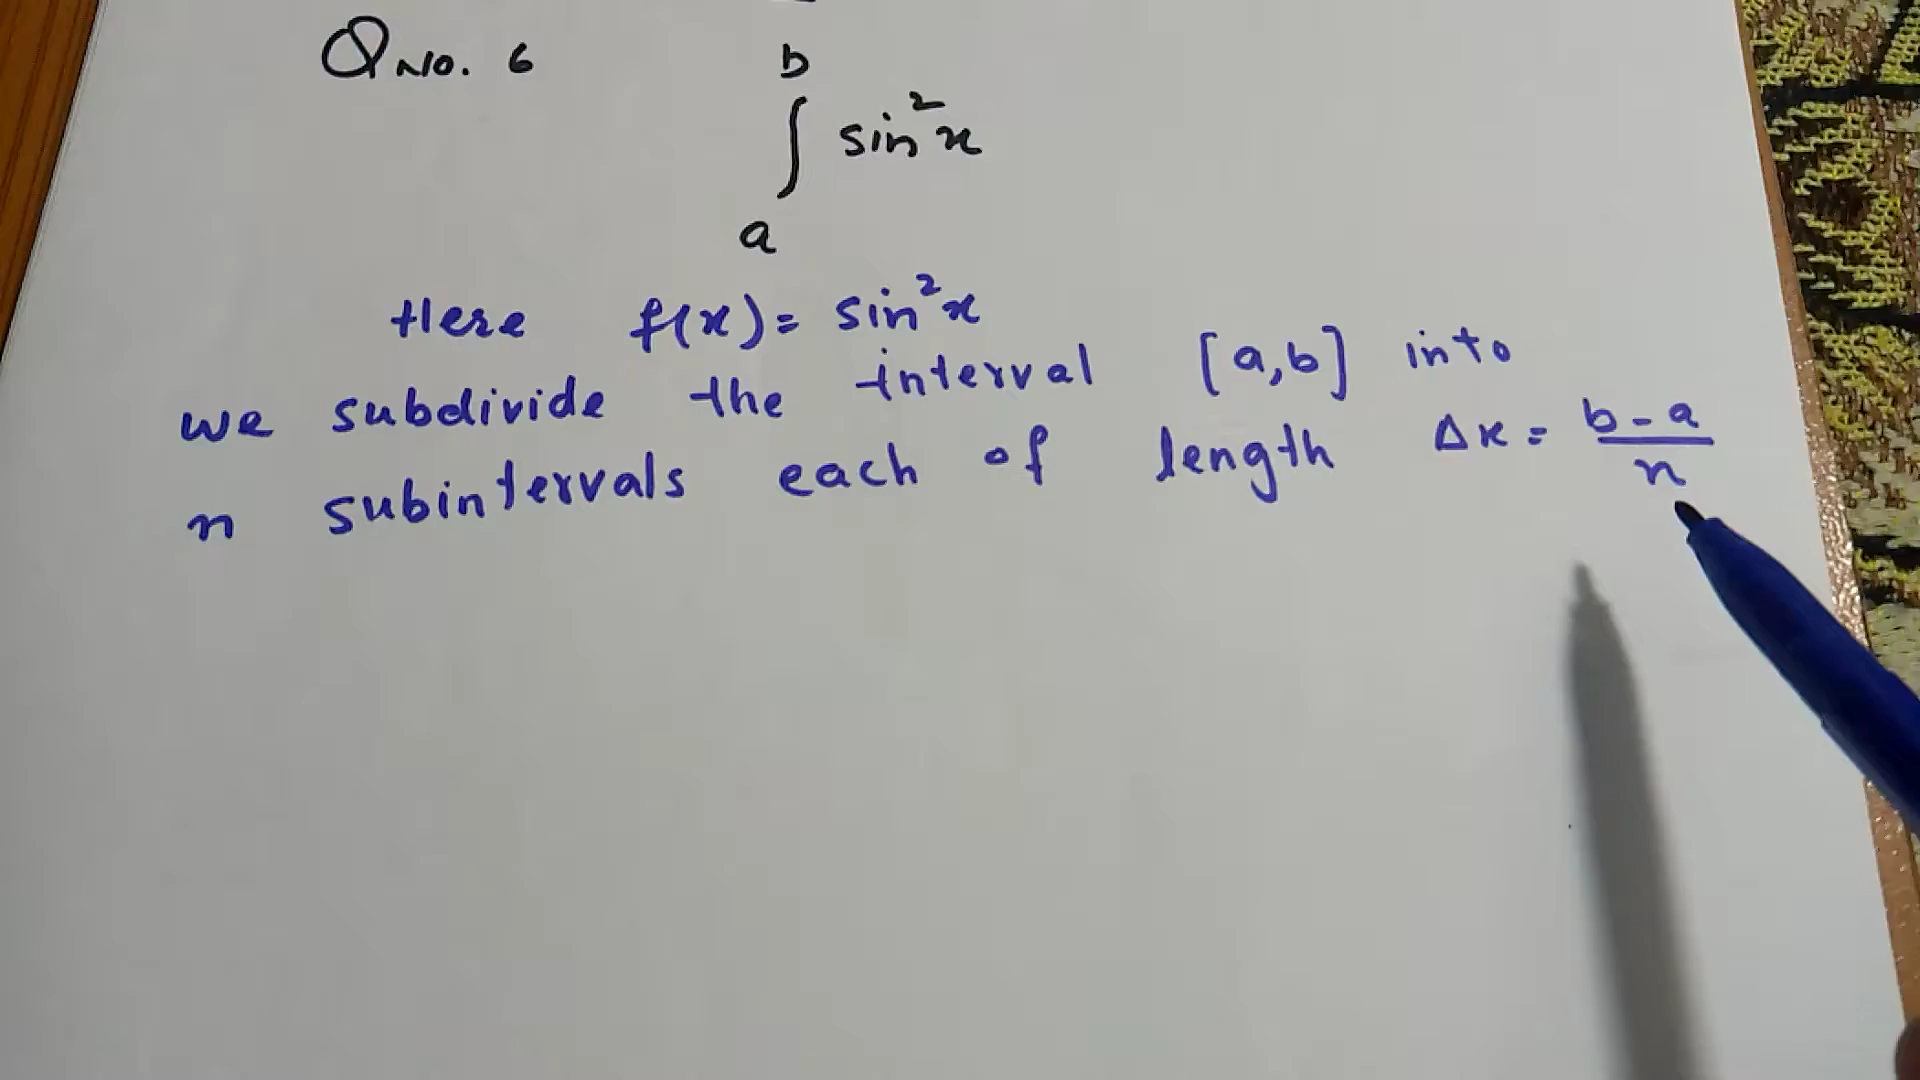 Q No. 6
b
∫ sin²x
a
Here f(x) = sin²x
we subdivide the interval [a,b] into
n subintervals each of length Δx = b-a/n